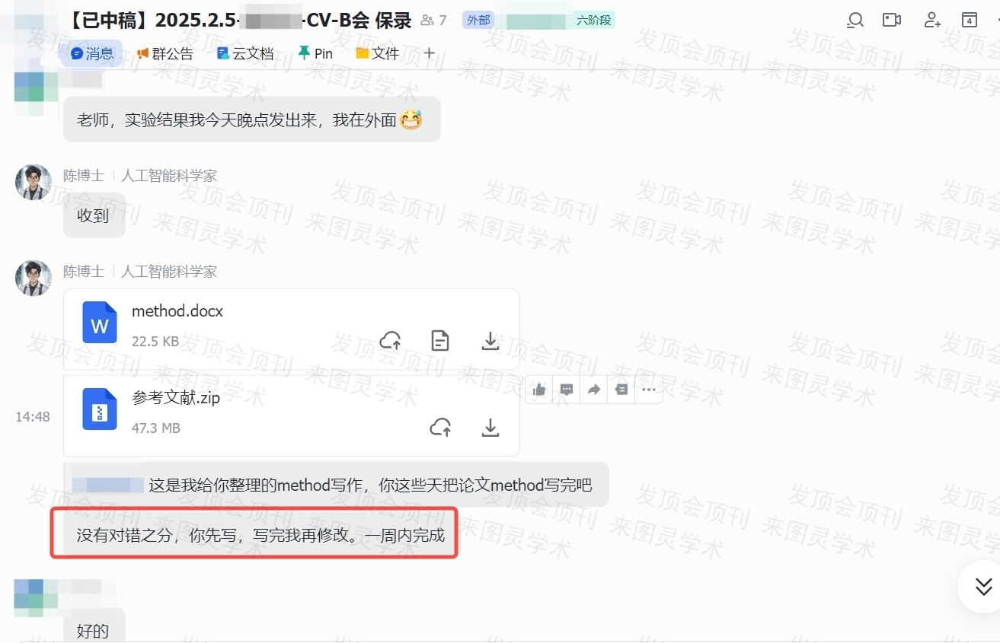 【已中稿】2025.2.5- -CV-B会 保录 7 外部 六阶段
消息 群公告 云文档 Pin 文件
老师，实验结果我今天晚点发出来，我在外面
陈博士 人工智能科学家
收到
陈博士 人工智能科学家
W method.docx
22.5 KB
参考文献.zip
14:48
47.3 MB
这是我给你整理的method写作，你这些天把论文method写完吧
没有对错之分，你先写，写完我再修改。一周内完成
好的
发顶会顶刊
来图灵学术